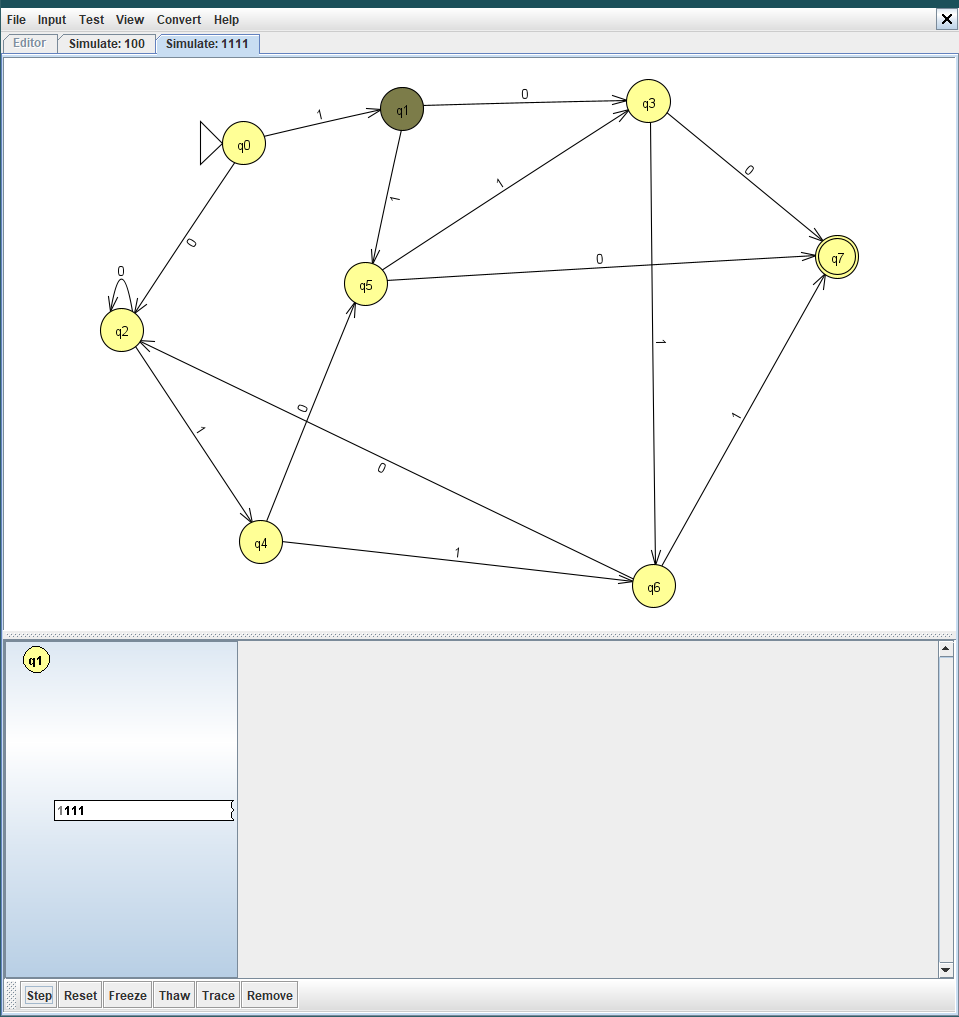 File Input Test View Convert Help
Editor Simulate: 100 Simulate: 1111
0
q3
1
q1
q0
0
1
1
0
0
q7
0
q5
q2
1
0
1
1
0
q4
1
q6
q1
1111
Step Reset Freeze Thaw Trace Remove